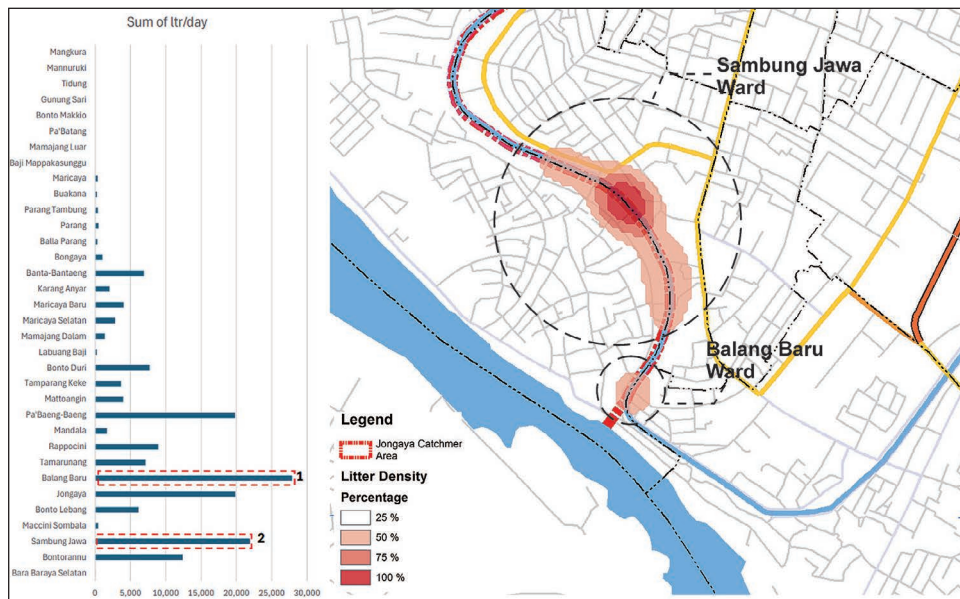 Sum of ltr/day
Mangkura
Mannuruki
Tidung
Gunung Sari
Bonto Makkio
Pa'Batang
Mamajang Luar
Baji Mappakasunggu
Maricaya
Buakana
Parang Tambung
Parang
Balla Parang
Bongaya
Banta-Bantaeng
Karang Anyar
Maricaya Baru
Maricaya Selatan
Mamajang Dalam
Labuang Baji
Bonto Duri
Tamparang Keke
Mattoangin
Pa'Baeng-Baeng
Mandala
Rappocini
Tamarunang
Balang Baru
Jongaya
Bonto Lebang
Maccini Sombala
Sambung Jawa
Bontorannu
Bara Baraya Selatan
1
2
0 5,000 10,000 15,000 20,000 25,000 30,000
Sambung Jawa
Ward
Balang Baru
Ward
Legend
Jongaya Catchmer
Area
Litter Density
Percentage
25 %
50 %
75 %
100 %